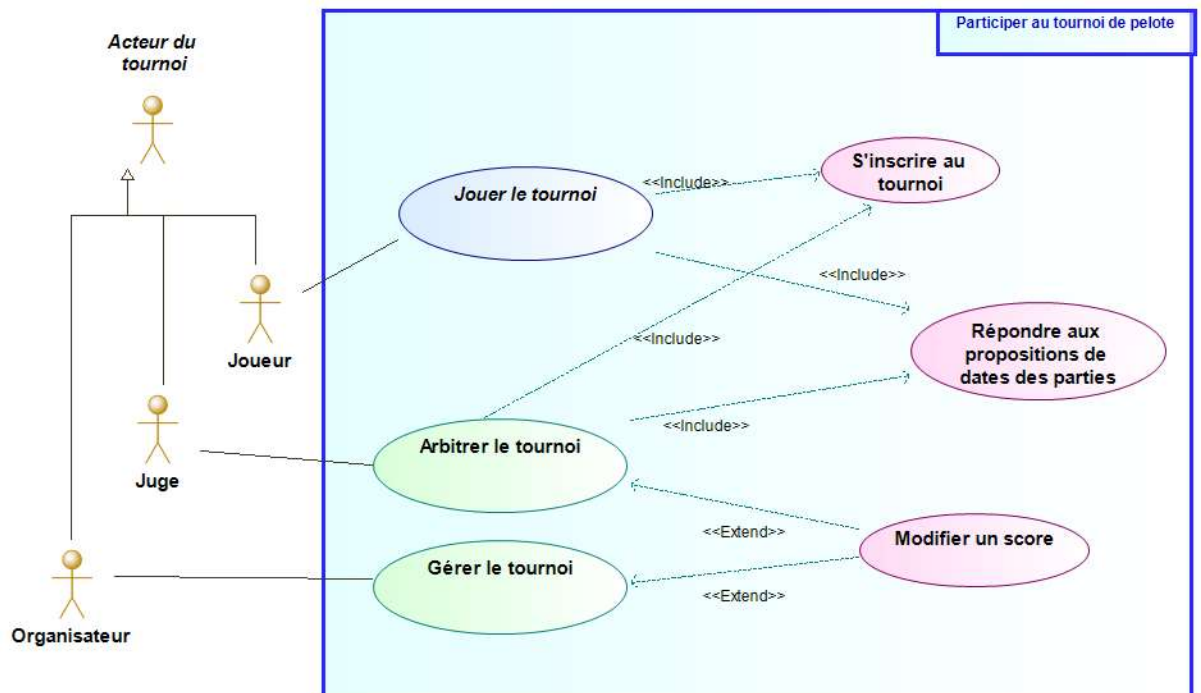 Participer au tournoi de pelote
Acteur du
tournoi
S'inscrire au
tournoi
<<Include>>
Jouer le tournoi
<<Include>>
Répondre aux
propositions de
dates des parties
<<Include>>
Joueur
<<Include>>
Arbitrer le tournoi
Juge
<<Extend>>
Modifier un score
Gérer le tournoi
<<Extend>>
Organisateur